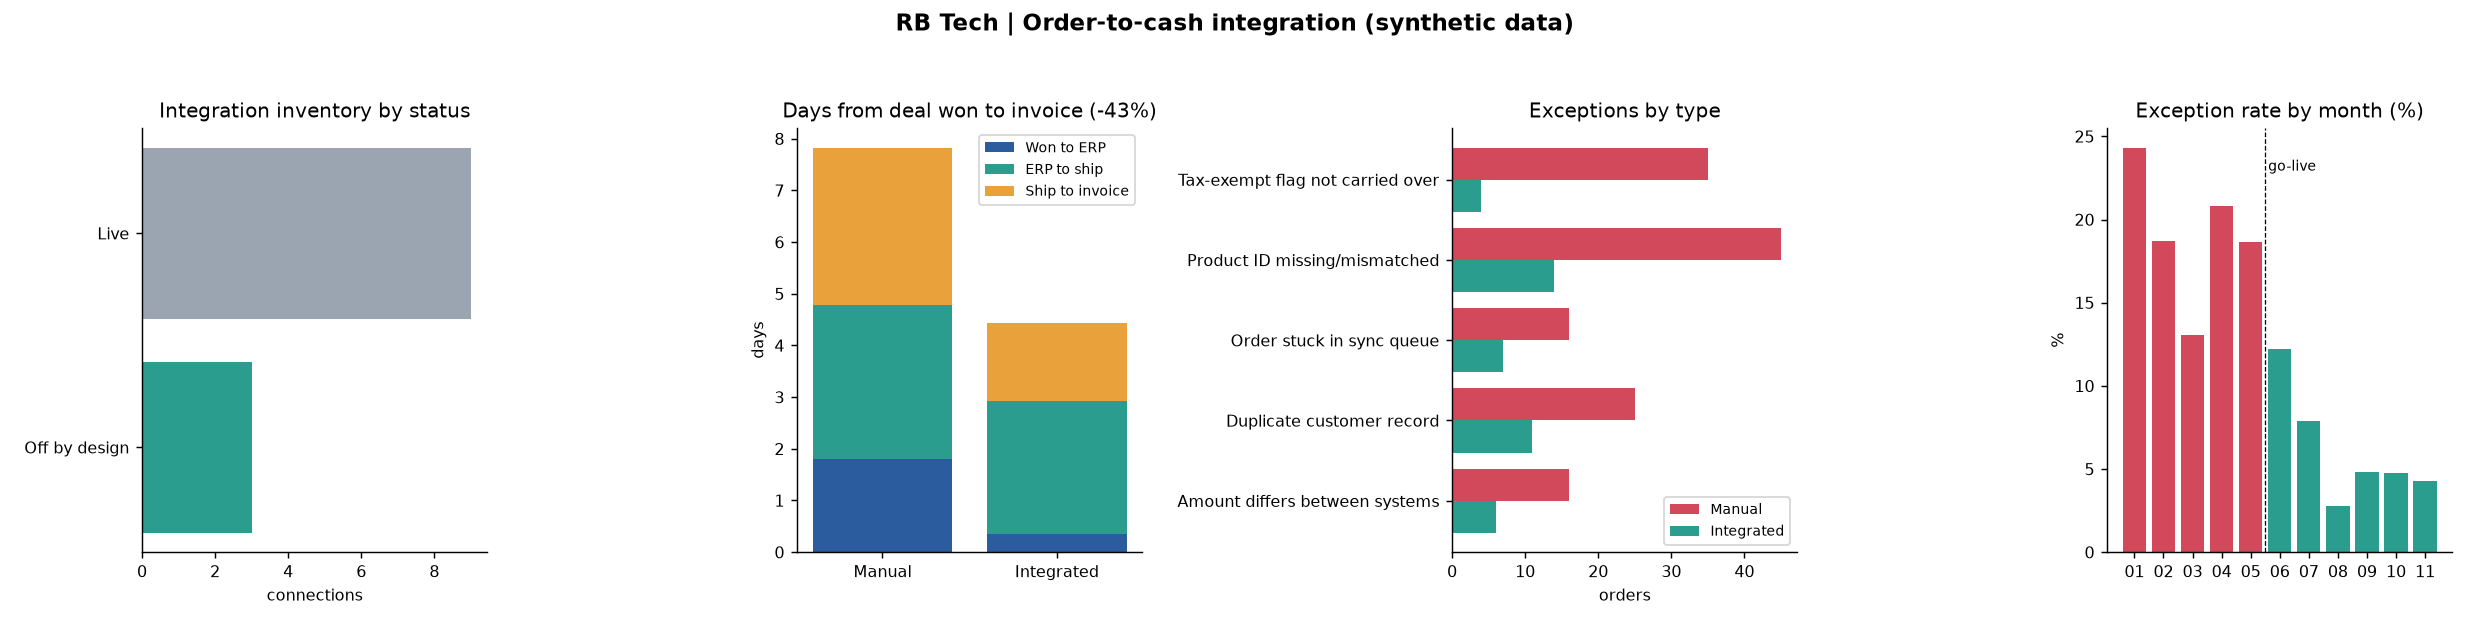 RB Tech | Order-to-cash integration (synthetic data)
Integration inventory by status
Live
Off by design
0 2 4 6 8
connections
Days from deal won to invoice (-43%)
8
7
6
5
4
3
2
1
0
days
Won to ERP
ERP to ship
Ship to invoice
Manual Integrated
Exceptions by type
Tax-exempt flag not carried over
Product ID missing/mismatched
Order stuck in sync queue
Duplicate customer record
Amount differs between systems
Manual
Integrated
0 10 20 30 40
orders
Exception rate by month (%)
25
20
15
10
5
0
%
go-live
01 02 03 04 05 06 07 08 09 10 11